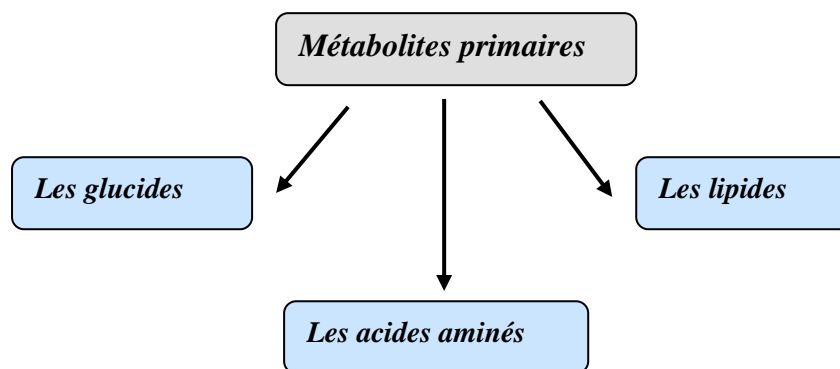 Métabolites primaires
Les glucides
Les lipides
Les acides aminés